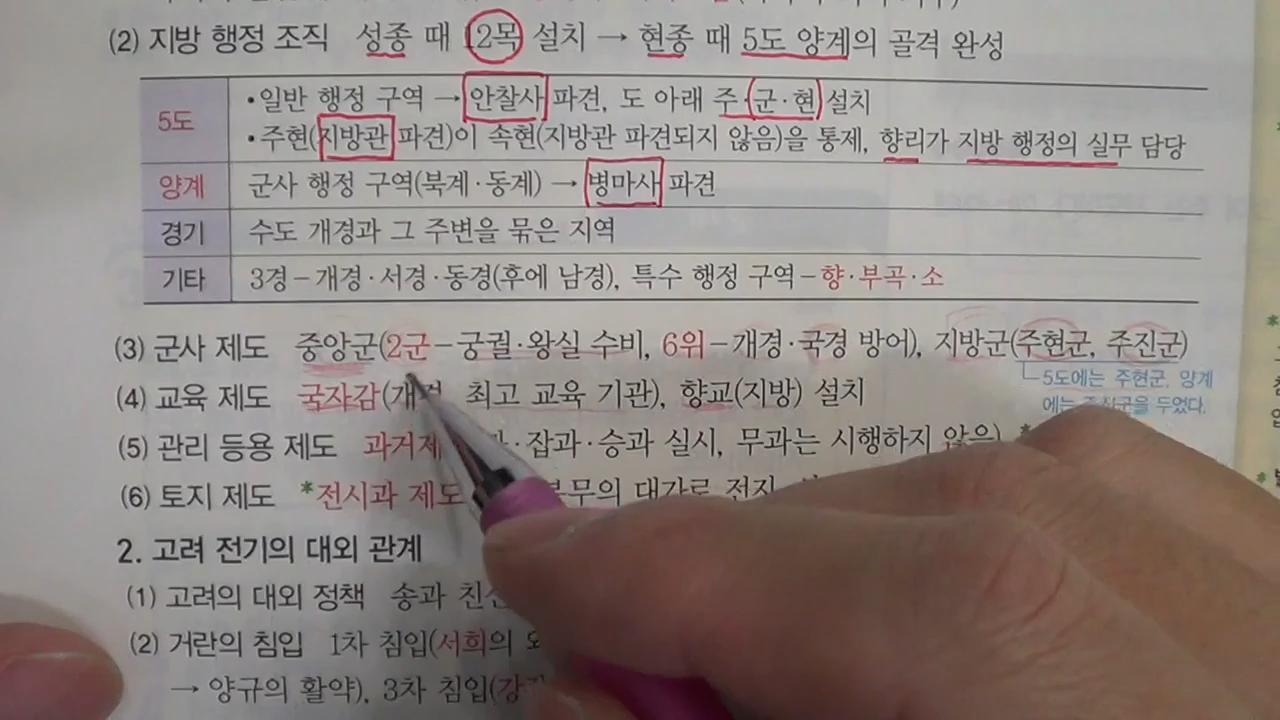 (2) 지방 행정 조직 성종 때 12목 설치 → 현종 때 5도 양계의 골격 완성
5도
• 일반 행정 구역 → 안찰사 파견, 도 아래 주·군·현 설치
• 주현(지방관 파견)이 속현(지방관 파견되지 않음)을 통제, 향리가 지방 행정의 실무 담당
양계 군사 행정 구역(북계·동계) → 병마사 파견
경기 수도 개경과 그 주변을 묶은 지역
기타 3경-개경·서경·동경(후에 남경), 특수 행정 구역-향·부곡·소
(3) 군사 제도 중앙군(2군-궁궐·왕실 수비, 6위-개경·국경 방어), 지방군(주현군, 주진군)
5도에는 주현군, 양계
에는 주진군을 두었다.
(4) 교육 제도 국자감(개경 최고 교육 기관), 향교(지방) 설치
(5) 관리 등용 제도 과거제 ·잡과·승과 실시, 무과는 시행하지 않음)
(6) 토지 제도 *전시과 제도 복무의 대가로 전지
2. 고려 전기의 대외 관계
(1) 고려의 대외 정책 송과 친선
(2) 거란의 침입 1차 침입(서희의
→ 양규의 활약), 3차 침입(강